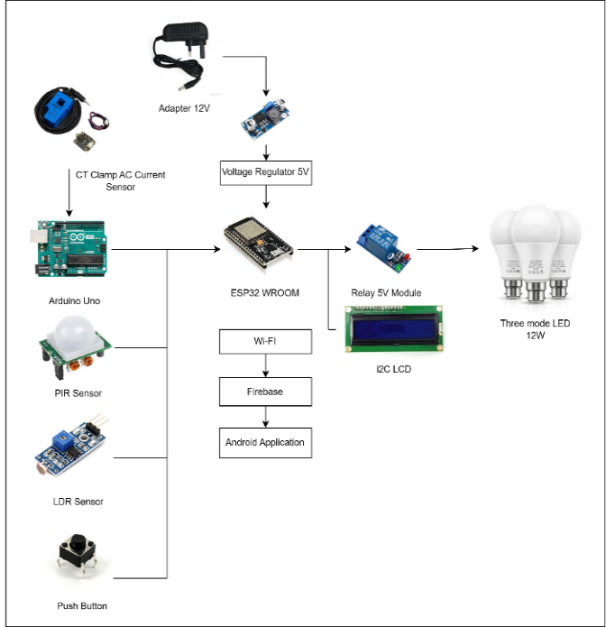 Adapter 12V
CT Clamp AC Current
Sensor
Voltage Regulator 5V
Arduino Uno
ESP32 WROOM
Relay 5V Module
Three mode LED
12W
I2C LCD
PIR Sensor
Wi-FI
Firebase
Android Application
LDR Sensor
Push Button